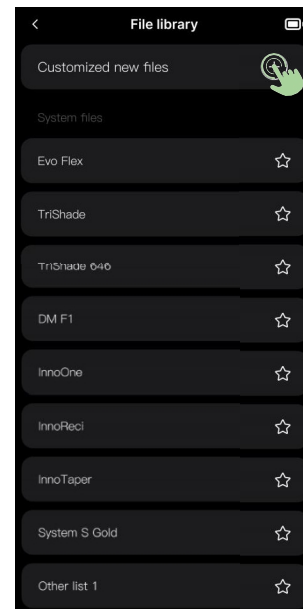 File library
Customized new files
System files
Evo Flex
TriShade
TriShade 646
DM F1
InnoOne
InnoReci
InnoTaper
System S Gold
Other list 1